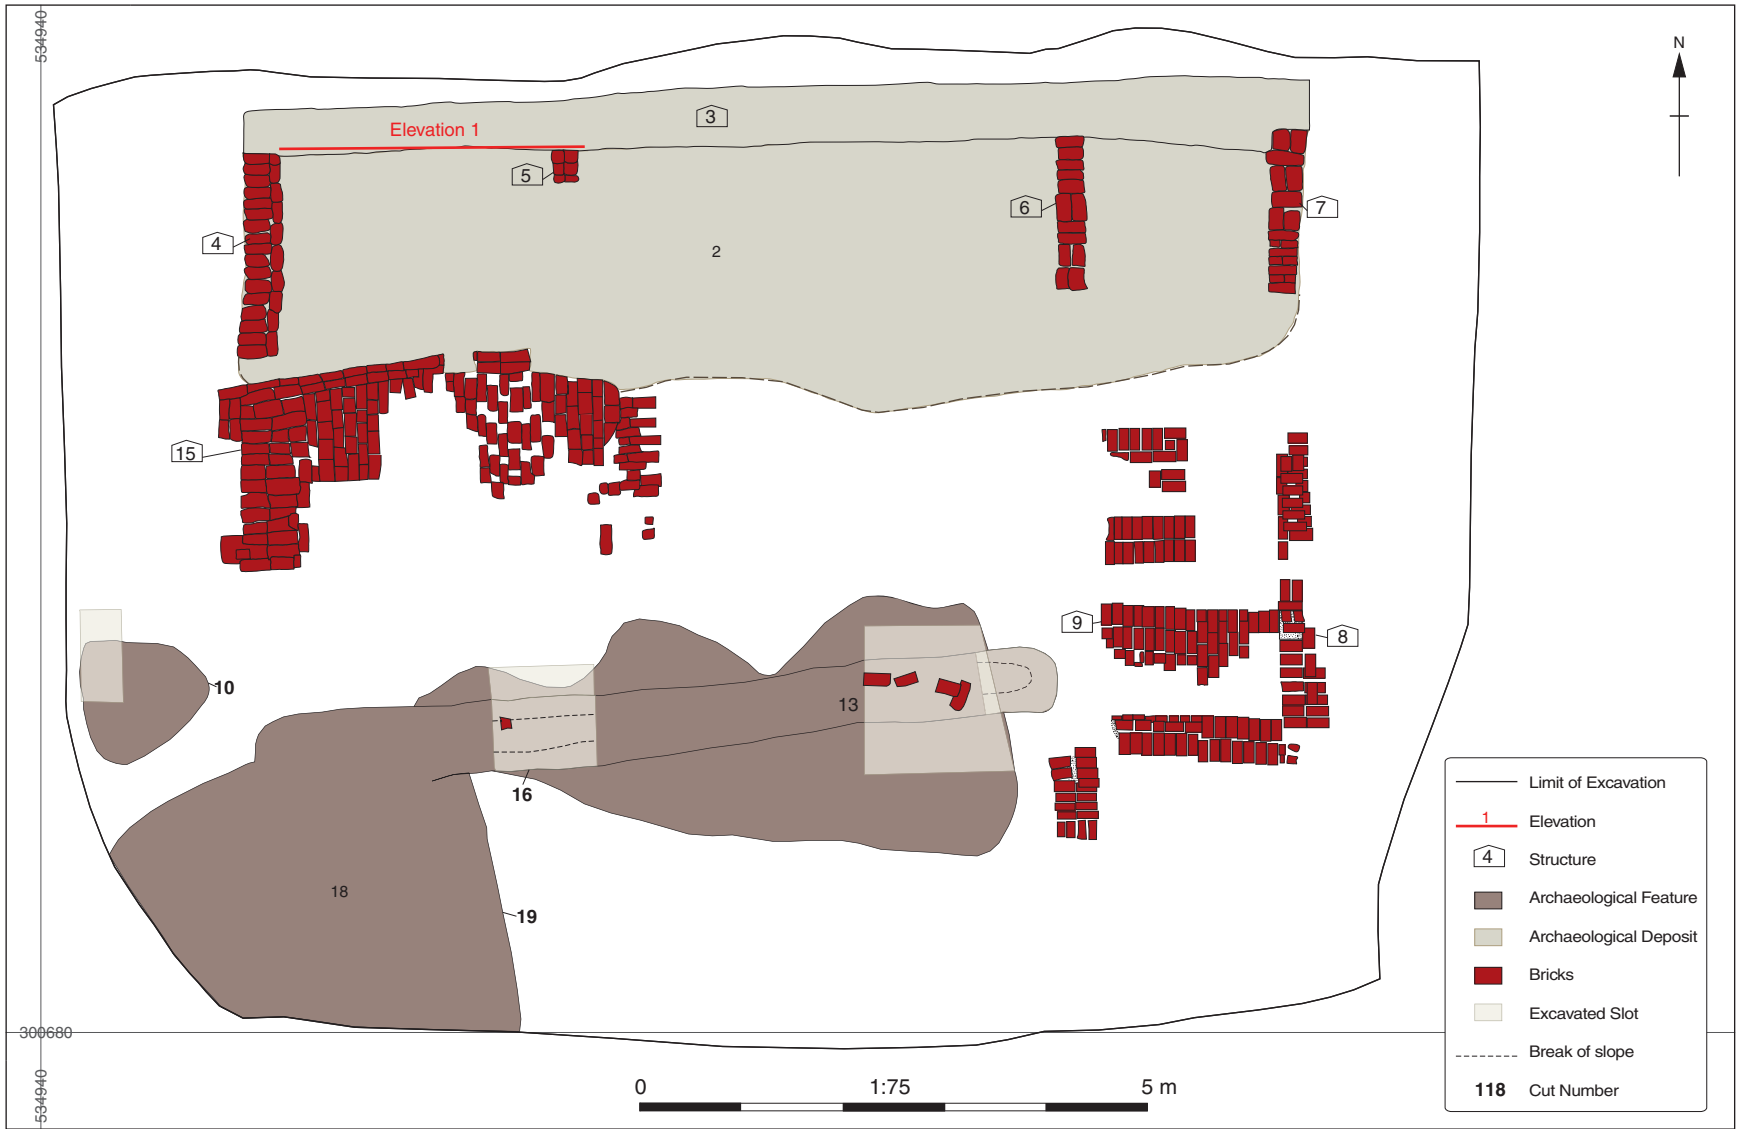 534940
N
3
Elevation 1
5
6
7
4
2
15
9
8
10
13
16
18
19
300680
534940
0 1:75 5 m
Limit of Excavation
1 Elevation
4 Structure
Archaeological Feature
Archaeological Deposit
Bricks
Excavated Slot
Break of slope
118 Cut Number